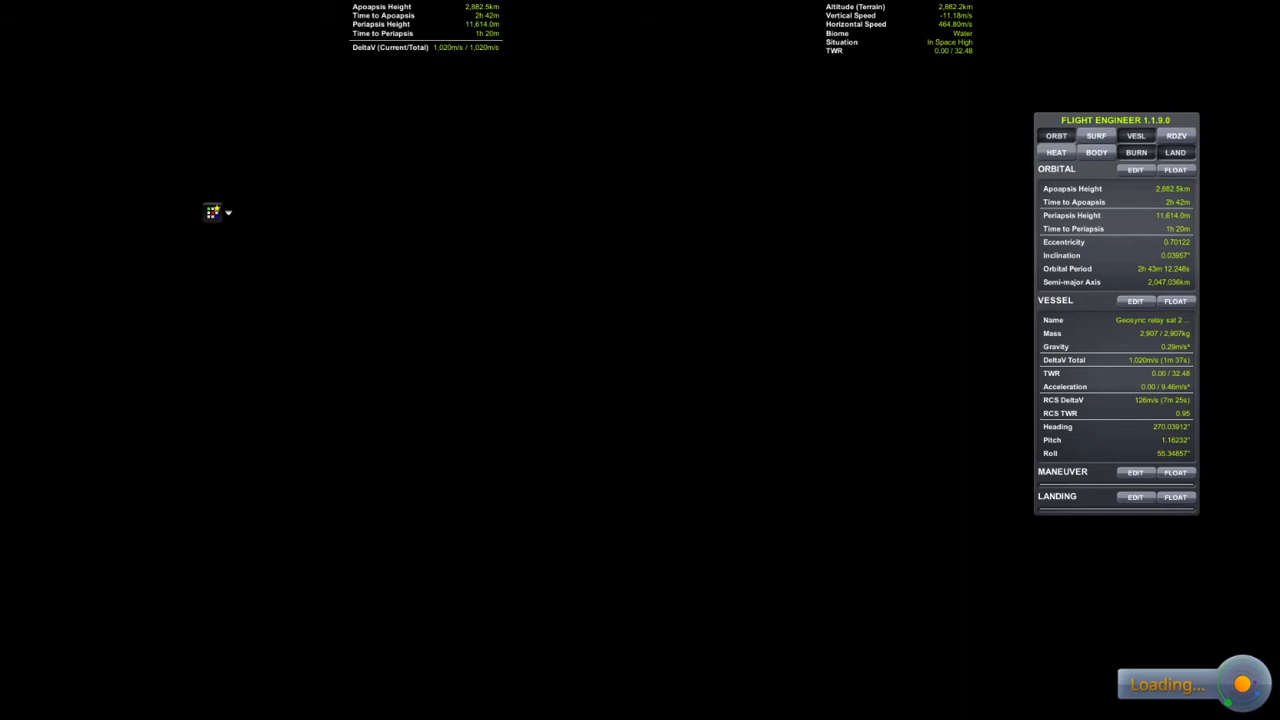 Apoapsis Height 2,882.5km
Time to Apoapsis 2h 42m
Periapsis Height 11,614.0m
Time to Periapsis 1h 20m
DeltaV (Current/Total) 1,020m/s / 1,020m/s
Altitude (Terrain) 2,882.2km
Vertical Speed -11.18m/s
Horizontal Speed 464.80m/s
Biome Water
Situation In Space High
TWR 0.00 / 32.48
FLIGHT ENGINEER 1.1.9.0
ORBT SURF VESL RDZV
HEAT BODY BURN LAND
ORBITAL EDIT FLOAT
Apoapsis Height 2,882.5km
Time to Apoapsis 2h 42m
Periapsis Height 11,614.0m
Time to Periapsis 1h 20m
Eccentricity 0.70122
Inclination 0.03957°
Orbital Period 2h 43m 12.248s
Semi-major Axis 2,047.036km
VESSEL EDIT FLOAT
Name Geosync relay sat 2 ...
Mass 2,907 / 2,907kg
Gravity 0.29m/s²
DeltaV Total 1,020m/s (1m 37s)
TWR 0.00 / 32.48
Acceleration 0.00 / 9.46m/s²
RCS DeltaV 126m/s (7m 25s)
RCS TWR 0.95
Heading 270.03912°
Pitch 1.16232°
Roll 55.34857°
MANEUVER EDIT FLOAT
LANDING EDIT FLOAT
Loading...